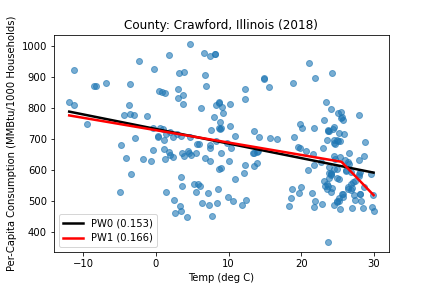 County: Crawford, Illinois (2018)
Per-Capita Consumption (MMBtu/1000 Households)
1000
900
800
700
600
500
400
PW0 (0.153)
PW1 (0.166)
−10
0
10
20
30
Temp (deg C)